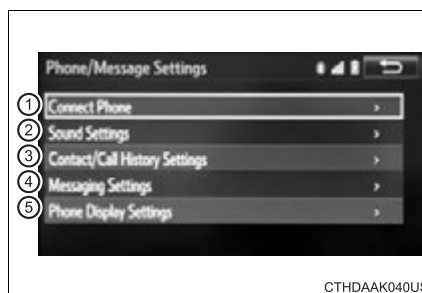 Phone/Message Settings
1 Connect Phone
2 Sound Settings
3 Contact/Call History Settings
4 Messaging Settings
5 Phone Display Settings
CTHDAAK040US